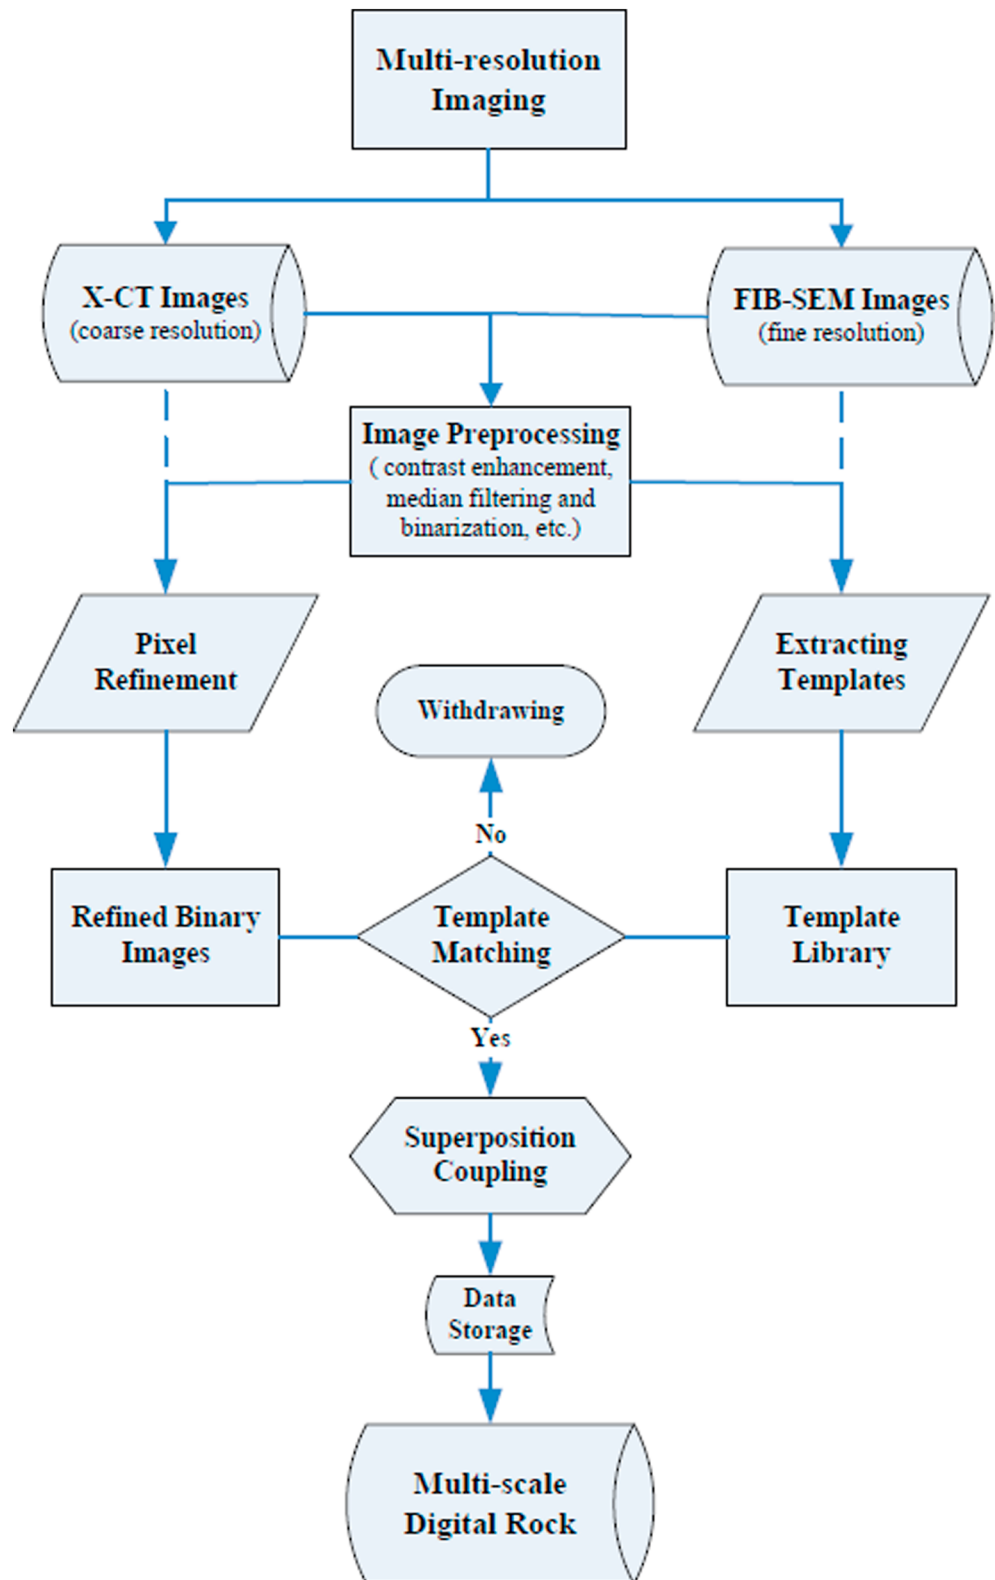 Multi-resolution
Imaging
X-CT Images
(coarse resolution)
FIB-SEM Images
(fine resolution)
Image Preprocessing
( contrast enhancement,
median filtering and
binarization, etc.)
Pixel
Refinement
Extracting
Templates
Withdrawing
No
Refined Binary
Images
Template
Matching
Template
Library
Yes
Superposition
Coupling
Data
Storage
Multi-scale
Digital Rock